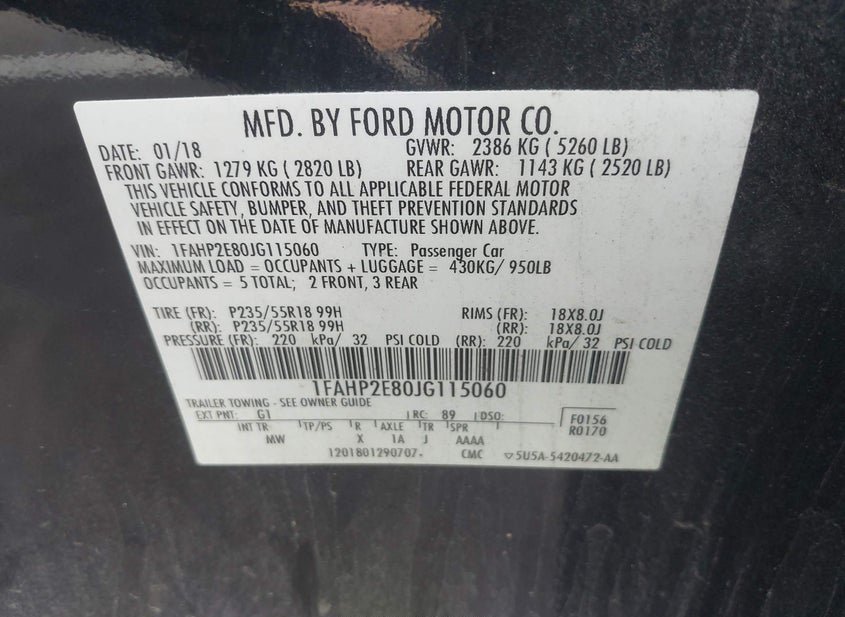 MFD. BY FORD MOTOR CO.
DATE: 01/18 GVWR: 2386 KG ( 5260 LB)
FRONT GAWR: 1279 KG ( 2820 LB) REAR GAWR: 1143 KG ( 2520 LB)
THIS VEHICLE CONFORMS TO ALL APPLICABLE FEDERAL MOTOR
VEHICLE SAFETY, BUMPER, AND THEFT PREVENTION STANDARDS
IN EFFECT ON THE DATE OF MANUFACTURE SHOWN ABOVE.
VIN: 1FAHP2E80JG115060 TYPE: Passenger Car
MAXIMUM LOAD = OCCUPANTS + LUGGAGE = 430KG/ 950LB
OCCUPANTS = 5 TOTAL; 2 FRONT, 3 REAR
TIRE (FR): P235/55R18 99H RIMS (FR): 18X8.0J
(RR): P235/55R18 99H (RR): 18X8.0J
PRESSURE (FR): 220 kPa/ 32 PSI COLD (RR): 220 kPa/ 32 PSI COLD
1FAHP2E80JG115060
TRAILER TOWING - SEE OWNER GUIDE
EXT PNT: G1 RC: 89 DSO: F0156
INT TR TP/PS R AXLE TR SPR R0170
MW X 1A J AAAA
1201801290707. CMC ▽5U5A-5420472-AA